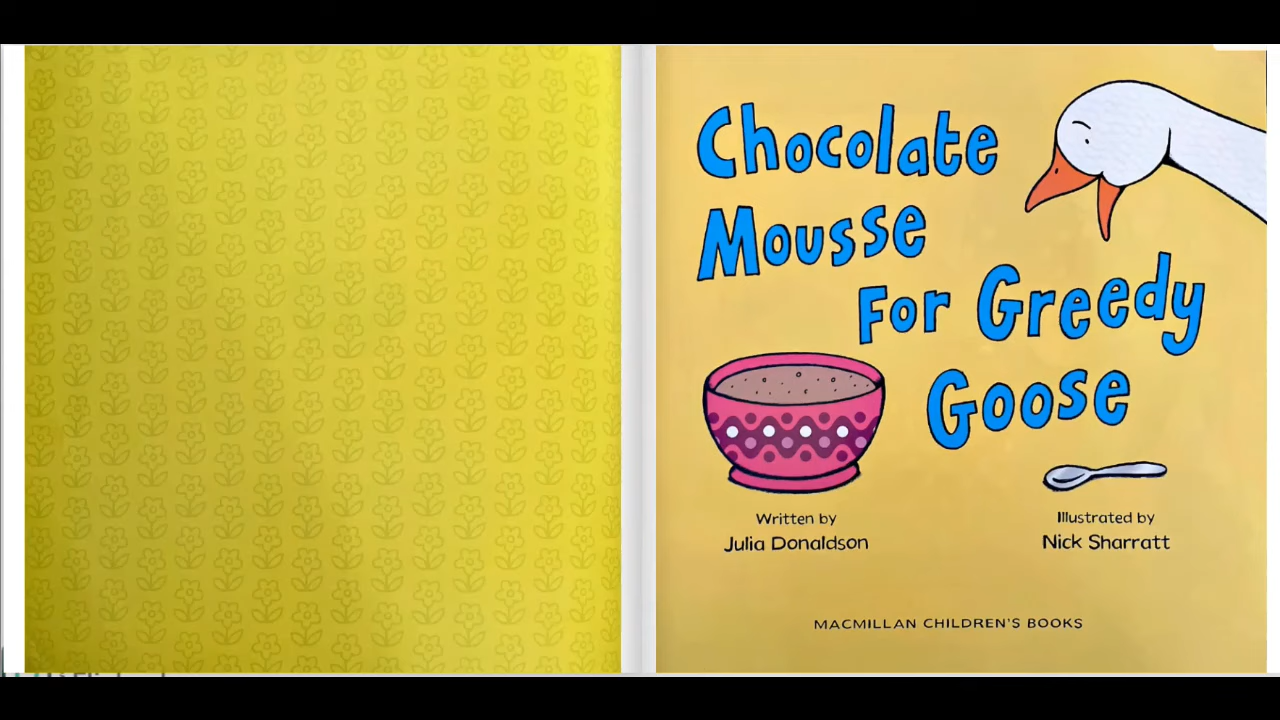 Chocolate
Mousse
For Greedy
Goose
Written by
Julia Donaldson
Illustrated by
Nick Sharratt
MACMILLAN CHILDREN'S BOOKS